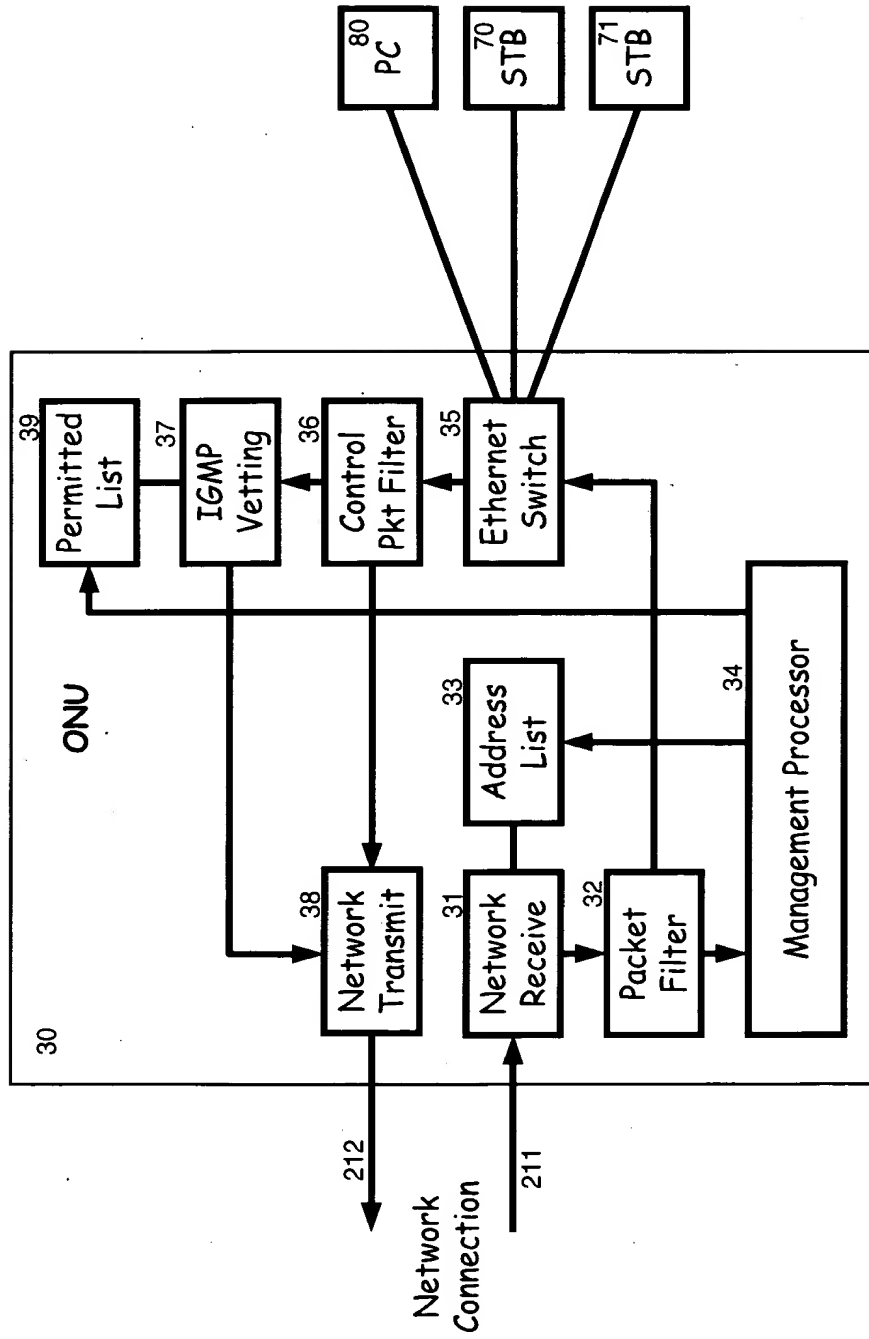 30
ONU
39
Permitted
List
37
IGMP
Vetting
36
Control
Pkt Filter
35
Ethernet
Switch
38
Network
Transmit
31
Network
Receive
33
Address
List
32
Packet
Filter
34
Management Processor
212
Network
Connection
211
80
PC
70
STB
71
STB